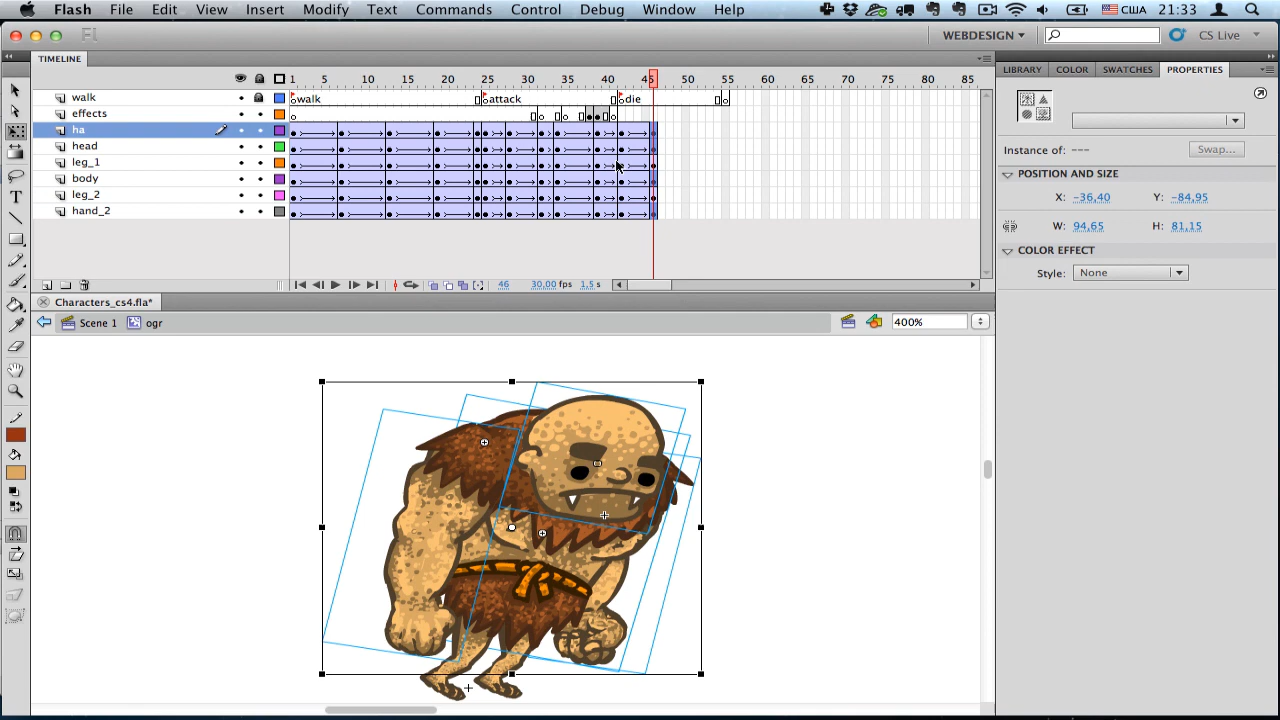 Flash File Edit View Insert Modify Text Commands Control Debug Window Help США 21:33
Fl WEBDESIGN CS Live
TIMELINE
1 5 10 15 20 25 30 35 40 45 50 55 60 65 70 75 80 85
walk walk attack die
effects
ha
head
leg_1
body
leg_2
hand_2
46 30,00 fps 1,5 s
Characters_cs4.fla*
Scene 1 ogr 400%
LIBRARY COLOR SWATCHES PROPERTIES
Instance of: --- Swap...
POSITION AND SIZE
X: -36,40 Y: -84,95
W: 94,65 H: 81,15
COLOR EFFECT
Style: None